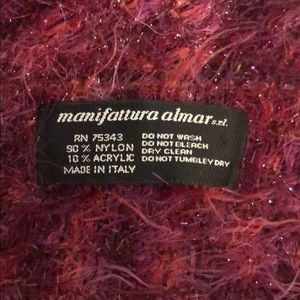 manifattura almar s.r.l.
RN 75343 DO NOT WASH
90 % NYLON DO NOT BLEACH
10 % ACRYLIC DRY CLEAN
MADE IN ITALY DO NOT TUMBLEY DRY